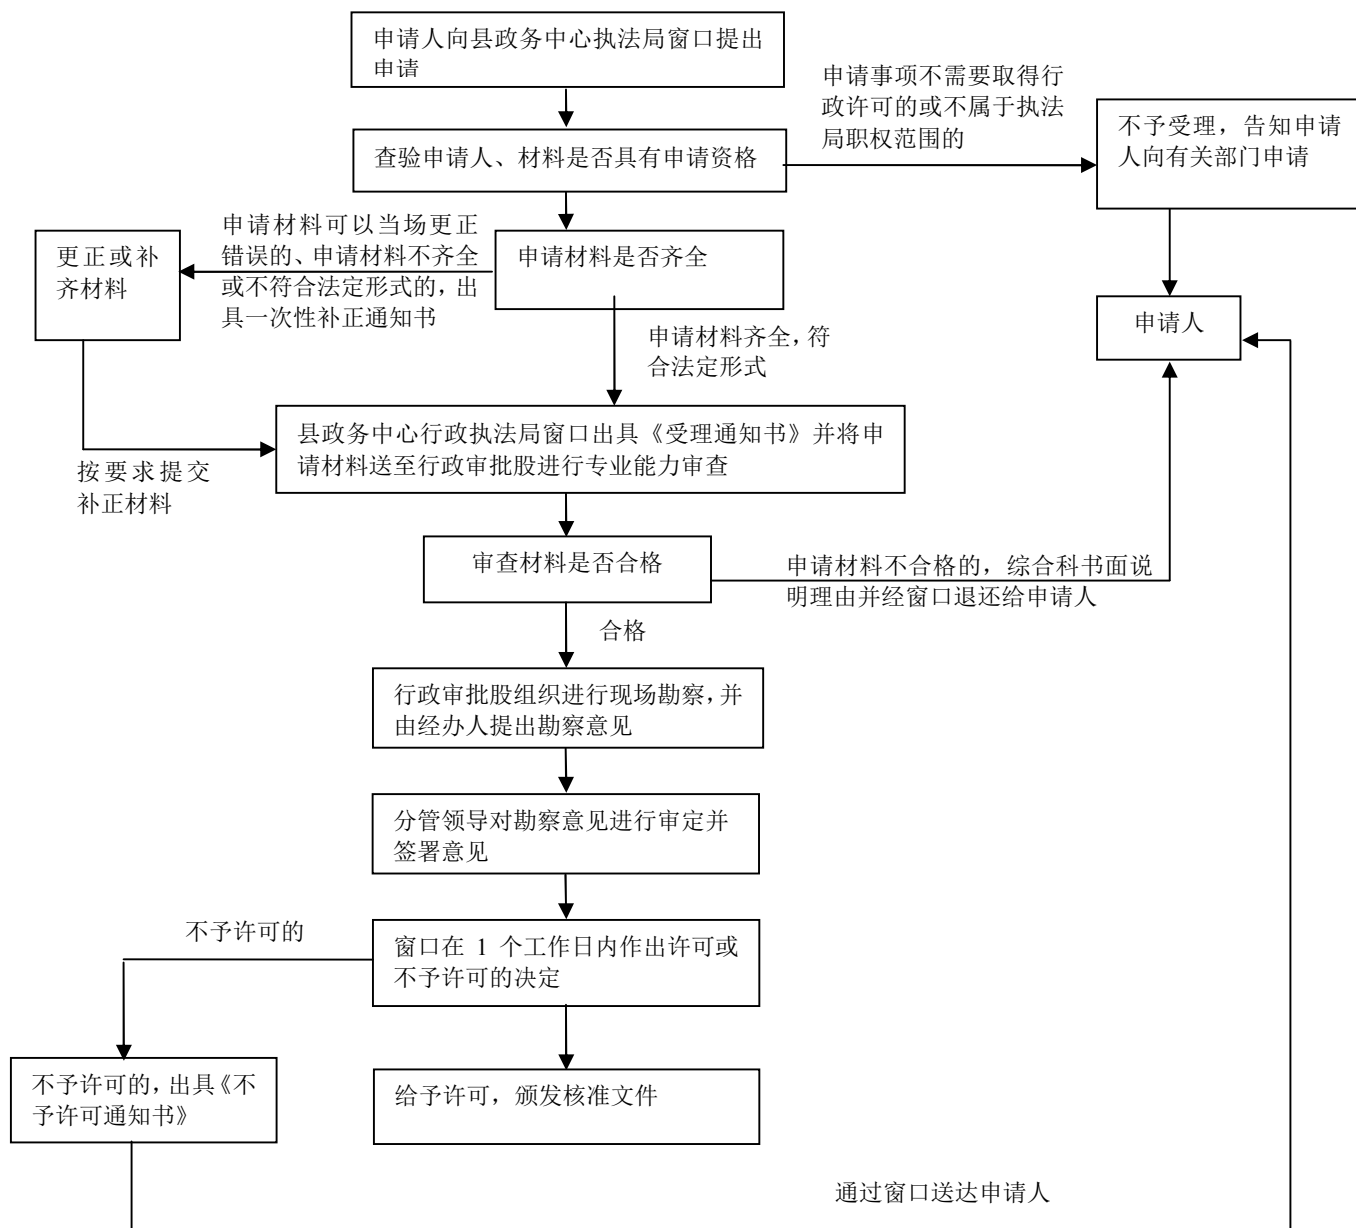 申请人向县政务中心执法局窗口提出
申请
申请事项不需要取得行
政许可的或不属于执法
局职权范围的
不予受理，告知申请
人向有关部门申请
查验申请人、材料是否具有申请资格
申请材料可以当场更正
错误的、申请材料不齐全
或不符合法定形式的，出
具一次性补正通知书
更正或补
齐材料
申请材料是否齐全
申请人
申请材料齐全，符
合法定形式
县政务中心行政执法局窗口出具《受理通知书》并将申
请材料送至行政审批股进行专业能力审查
按要求提交
补正材料
审查材料是否合格
申请材料不合格的，综合科书面说
明理由并经窗口退还给申请人
合格
行政审批股组织进行现场勘察，并
由经办人提出勘察意见
分管领导对勘察意见进行审定并
签署意见
不予许可的
窗口在 1 个工作日内作出许可或
不予许可的决定
不予许可的，出具《不
予许可通知书》
给予许可，颁发核准文件
通过窗口送达申请人